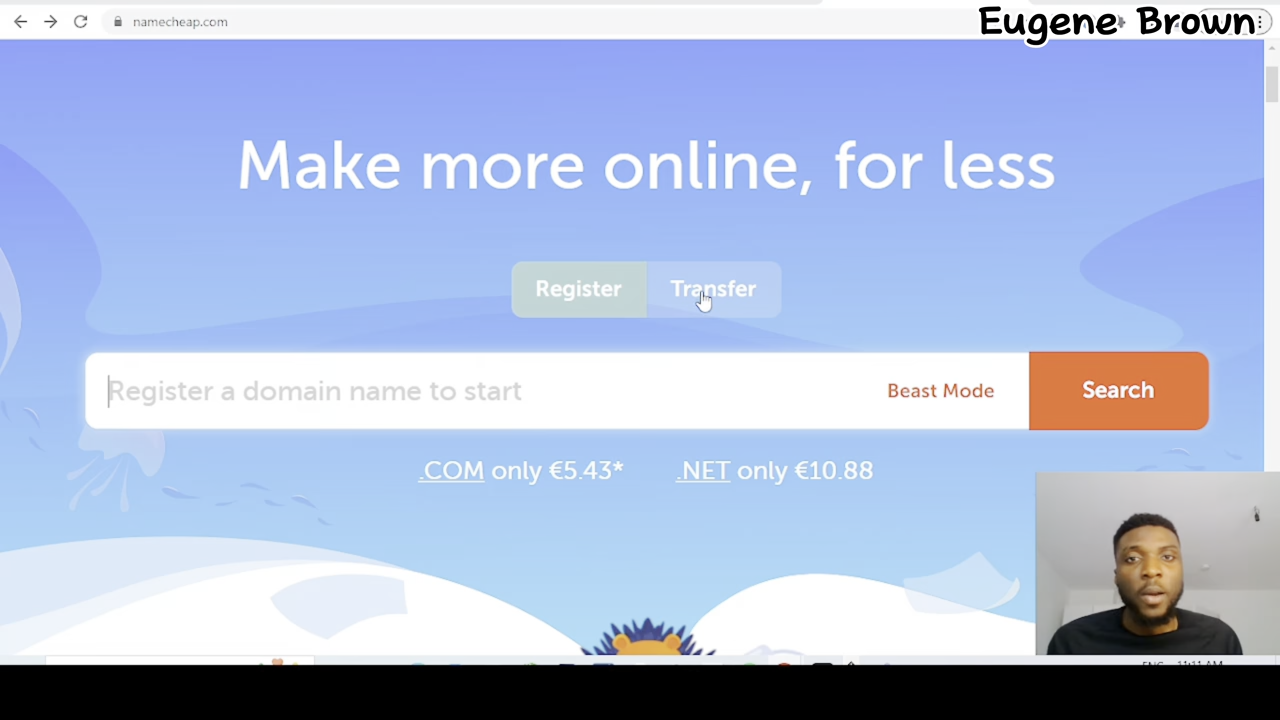 namecheap.com
Eugene Brown
Make more online, for less
Register Transfer
Register a domain name to start Beast Mode Search
.COM only €5.43* .NET only €10.88